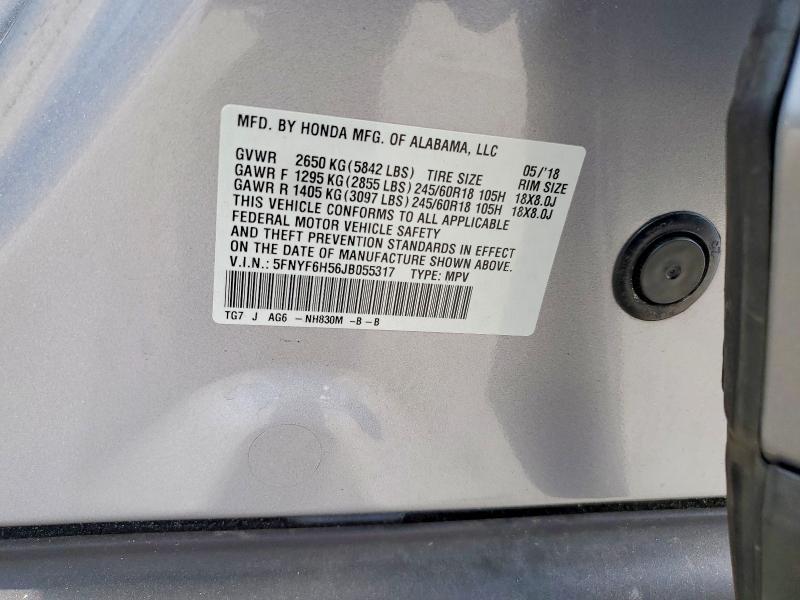 MFD. BY HONDA MFG. OF ALABAMA, LLC
GVWR 2650 KG (5842 LBS) TIRE SIZE 05/'18
GAWR F 1295 KG (2855 LBS) 245/60R18 105H RIM SIZE 18X8.0J
GAWR R 1405 KG (3097 LBS) 245/60R18 105H 18X8.0J
THIS VEHICLE CONFORMS TO ALL APPLICABLE
FEDERAL MOTOR VEHICLE SAFETY
AND THEFT PREVENTION STANDARDS IN EFFECT
ON THE DATE OF MANUFACTURE SHOWN ABOVE.
V.I.N.: 5FNYF6H56JB055317 TYPE: MPV
TG7 J AG6 -NH830M -B-B